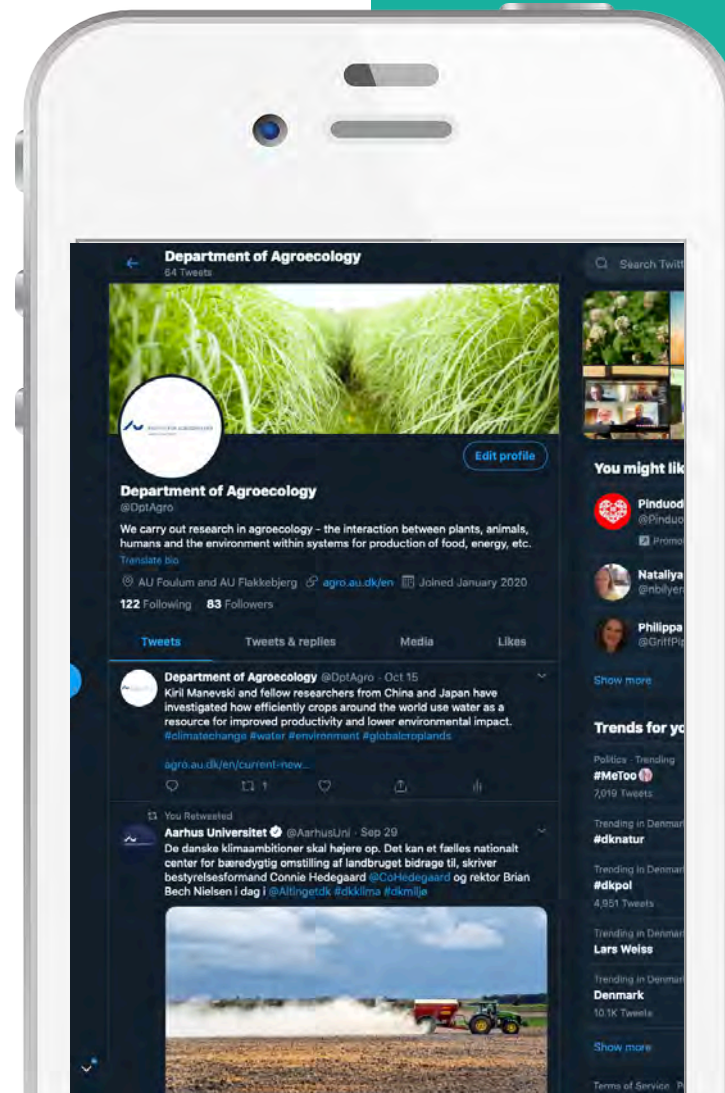 Department of Agroecology
64 Tweets
Edit profile
Department of Agroecology
@DptAgro
We carry out research in agroecology - the interaction between plants, animals,
humans and the environment within systems for production of food, energy, etc.
Translate bio
AU Foulum and AU Flakkebjerg agro.au.dk/en Joined January 2020
122 Following 83 Followers
Tweets Tweets & replies Media Likes
Department of Agroecology @DptAgro · Oct 15
Kiril Manevski and fellow researchers from China and Japan have
investigated how efficiently crops around the world use water as a
resource for improved productivity and lower environmental impact.
#climatechange #water #environment #globalcroplands
agro.au.dk/en/current-new...
1
You Retweeted
Aarhus Universitet @AarhusUni · Sep 29
De danske klimaambitioner skal højere op. Det kan et fælles nationalt
center for bæredygtig omstilling af landbruget bidrage til, skriver
bestyrelsesformand Connie Hedegaard @CoHedegaard og rektor Brian
Bech Nielsen i dag i @Altingetdk #dkklima #dkmiljø
Search Twitt
You might lik
Pinduod
@Pinduo
Promo
Nataliya
@nbilyer
Philippa
@GriffPip
Show more
Trends for yo
Politics · Trending
#MeToo
7,019 Tweets
Trending in Denmar
#dknatur
Trending in Denmar
#dkpol
4,951 Tweets
Trending in Denmar
Lars Weiss
Trending in Denmar
Denmark
10.1K Tweets
Show more
Terms of Service